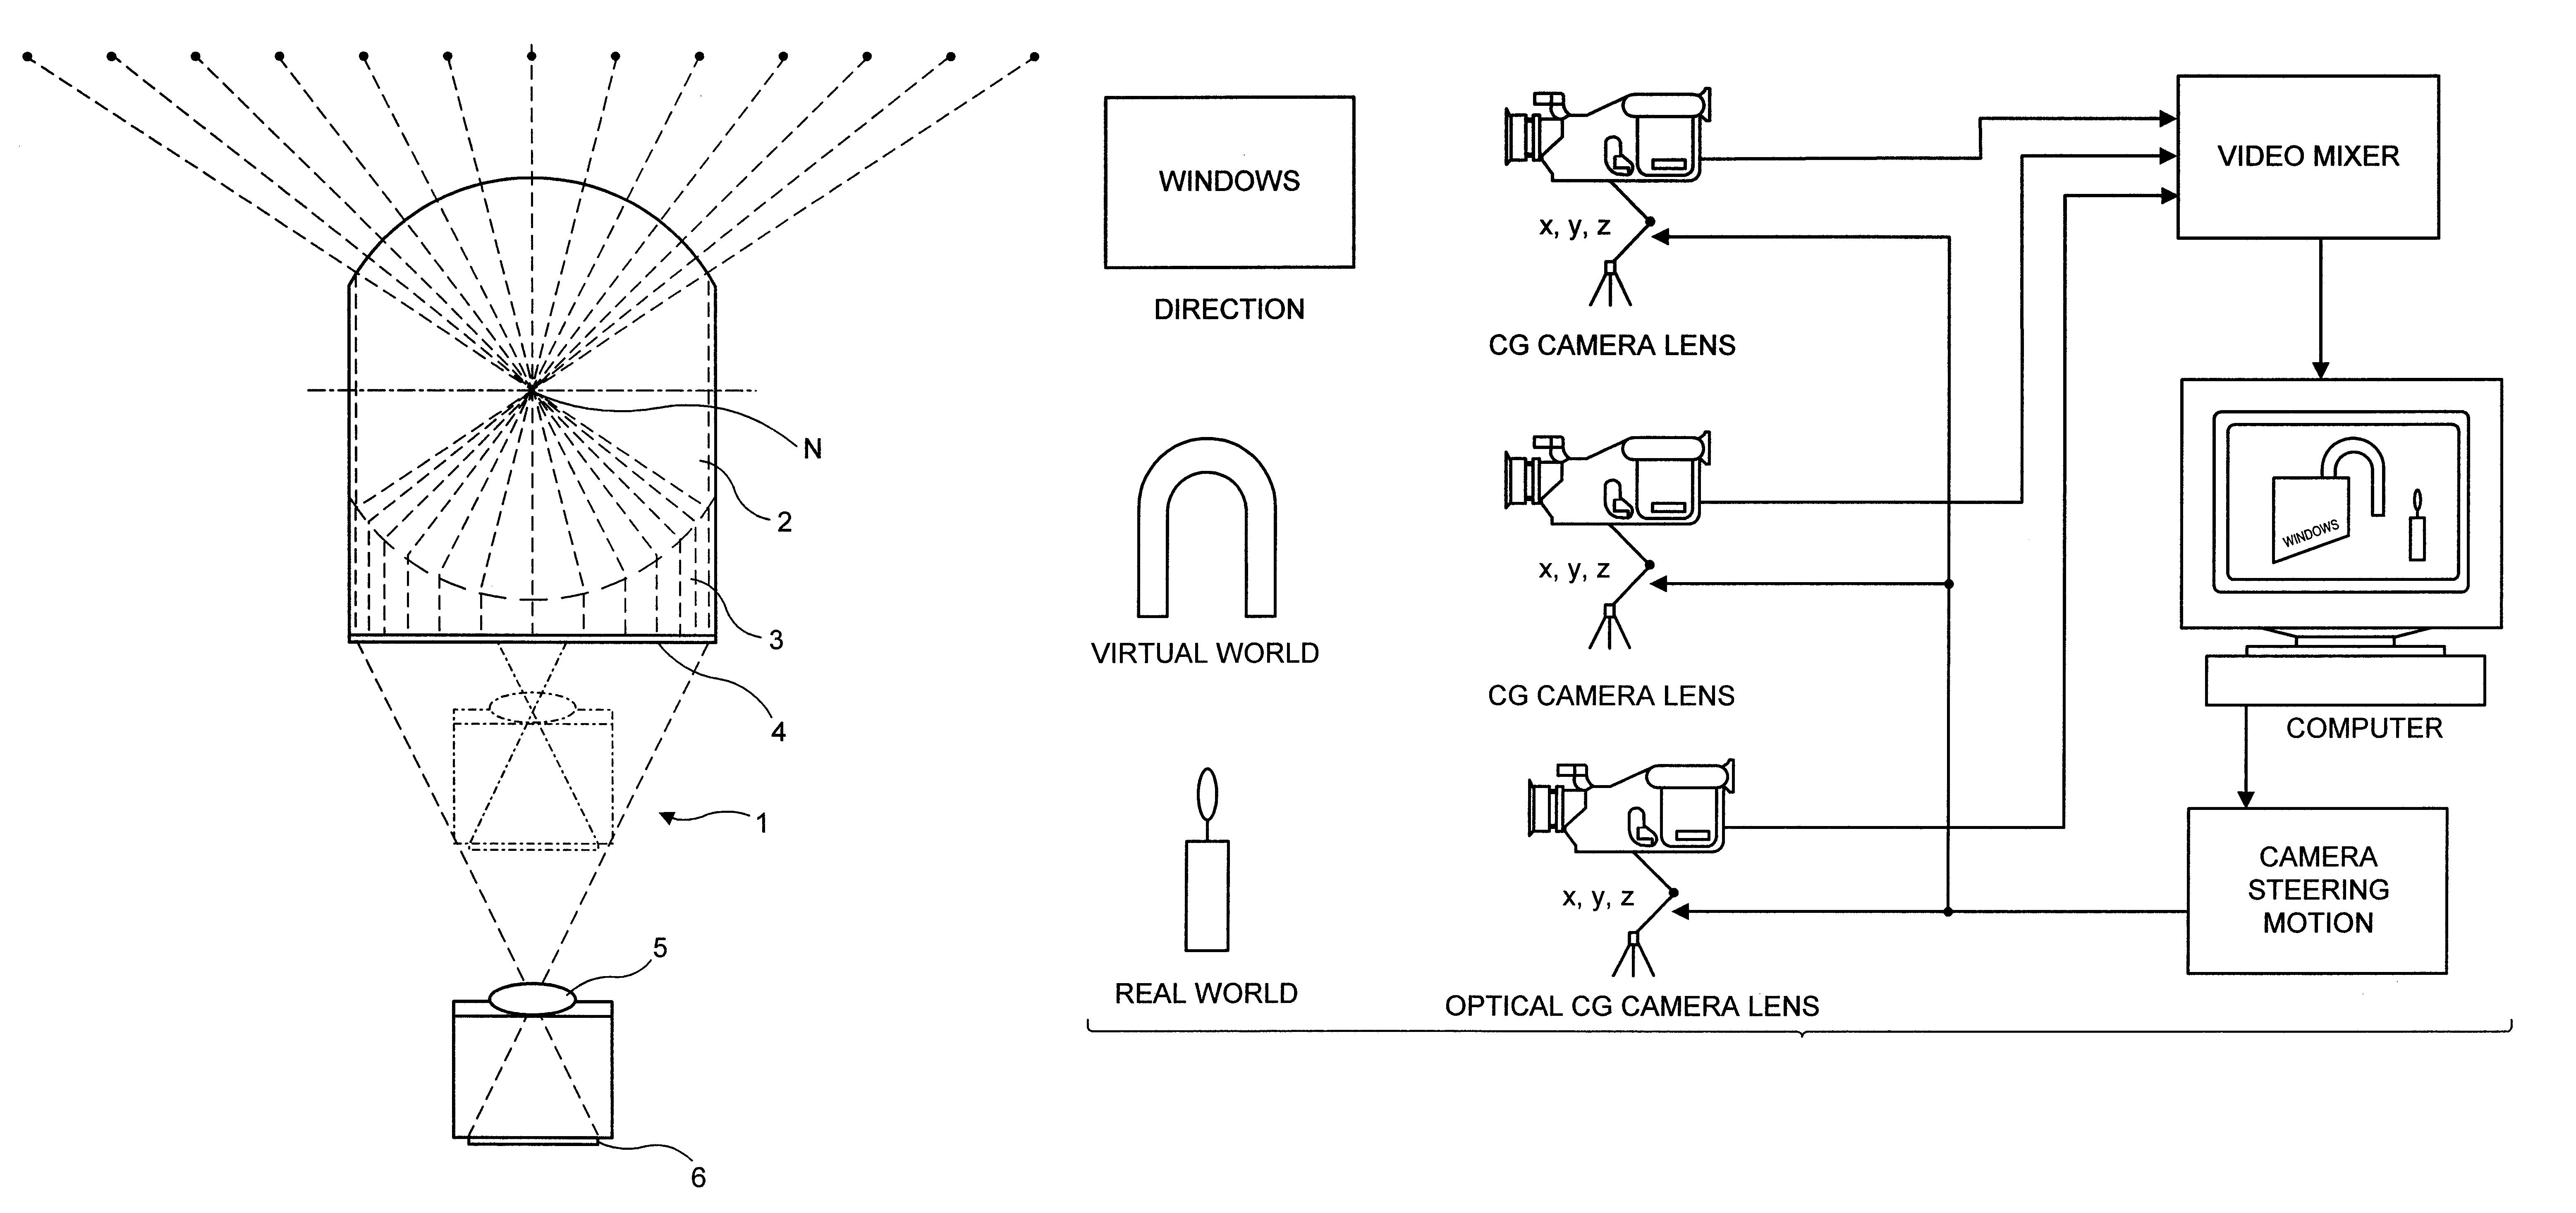 N
2
3
4
1
5
6
WINDOWS
DIRECTION
x, y, z
CG CAMERA LENS
VIDEO MIXER
VIRTUAL WORLD
x, y, z
CG CAMERA LENS
WINDOWS
COMPUTER
REAL WORLD
x, y, z
OPTICAL CG CAMERA LENS
CAMERA
STEERING
MOTION